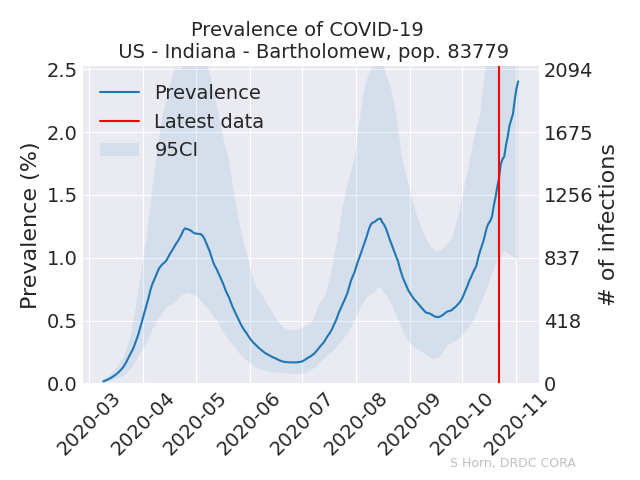 Prevalence of COVID-19
US - Indiana - Bartholomew, pop. 83779
Prevalence
Latest data
95CI
Prevalence (%)
2.5
2.0
1.5
1.0
0.5
0.0
2094
1675
1256
837
418
0
# of infections
2020-03
2020-04
2020-05
2020-06
2020-07
2020-08
2020-09
2020-10
2020-11
S Horn, DRDC CORA